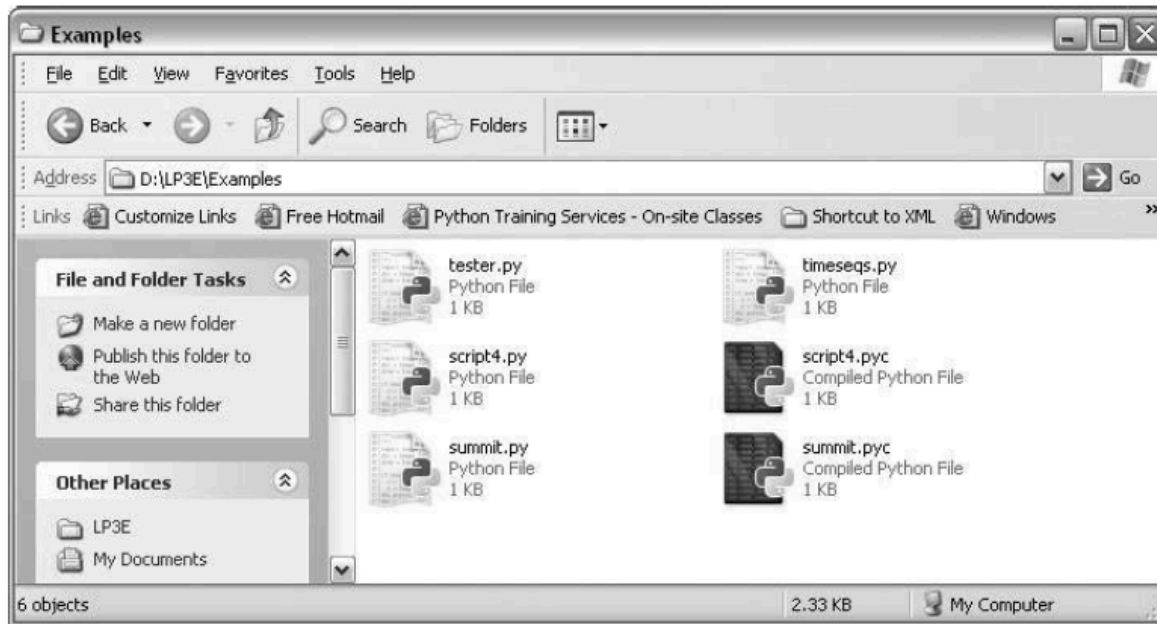 Examples
File Edit View Favorites Tools Help
Back Search Folders
Address D:\LP3E\Examples Go
Links Customize Links Free Hotmail Python Training Services - On-site Classes Shortcut to XML Windows »
File and Folder Tasks
Make a new folder
Publish this folder to
the Web
Share this folder
Other Places
LP3E
My Documents
tester.py
Python File
1 KB
timeseqs.py
Python File
1 KB
script4.py
Python File
1 KB
script4.pyc
Compiled Python File
1 KB
summit.py
Python File
1 KB
summit.pyc
Compiled Python File
1 KB
6 objects 2.33 KB My Computer